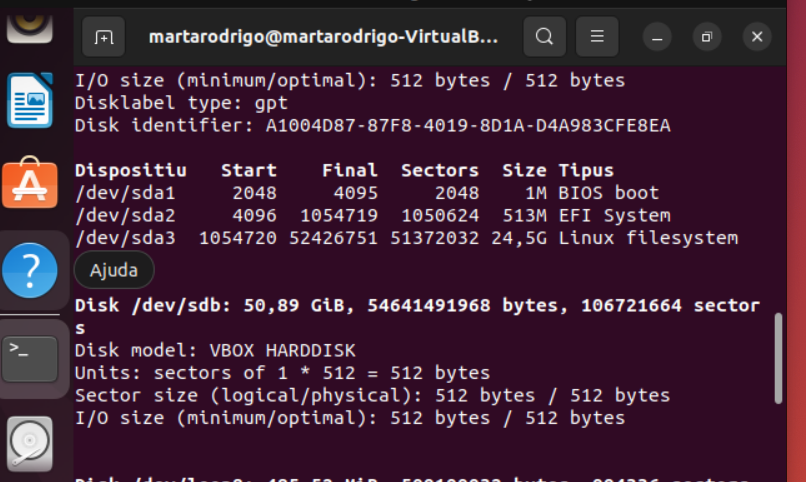 martarodrigo@martarodrigo-VirtualB...
I/O size (minimum/optimal): 512 bytes / 512 bytes
Disklabel type: gpt
Disk identifier: A1004D87-87F8-4019-8D1A-D4A983CFE8EA
Dispositiu Start Final Sectors Size Tipus
/dev/sda1 2048 4095 2048 1M BIOS boot
/dev/sda2 4096 1054719 1050624 513M EFI System
/dev/sda3 1054720 52426751 51372032 24,5G Linux filesystem
Ajuda
Disk /dev/sdb: 50,89 GiB, 54641491968 bytes, 106721664 sector
s
Disk model: VBOX HARDDISK
Units: sectors of 1 * 512 = 512 bytes
Sector size (logical/physical): 512 bytes / 512 bytes
I/O size (minimum/optimal): 512 bytes / 512 bytes